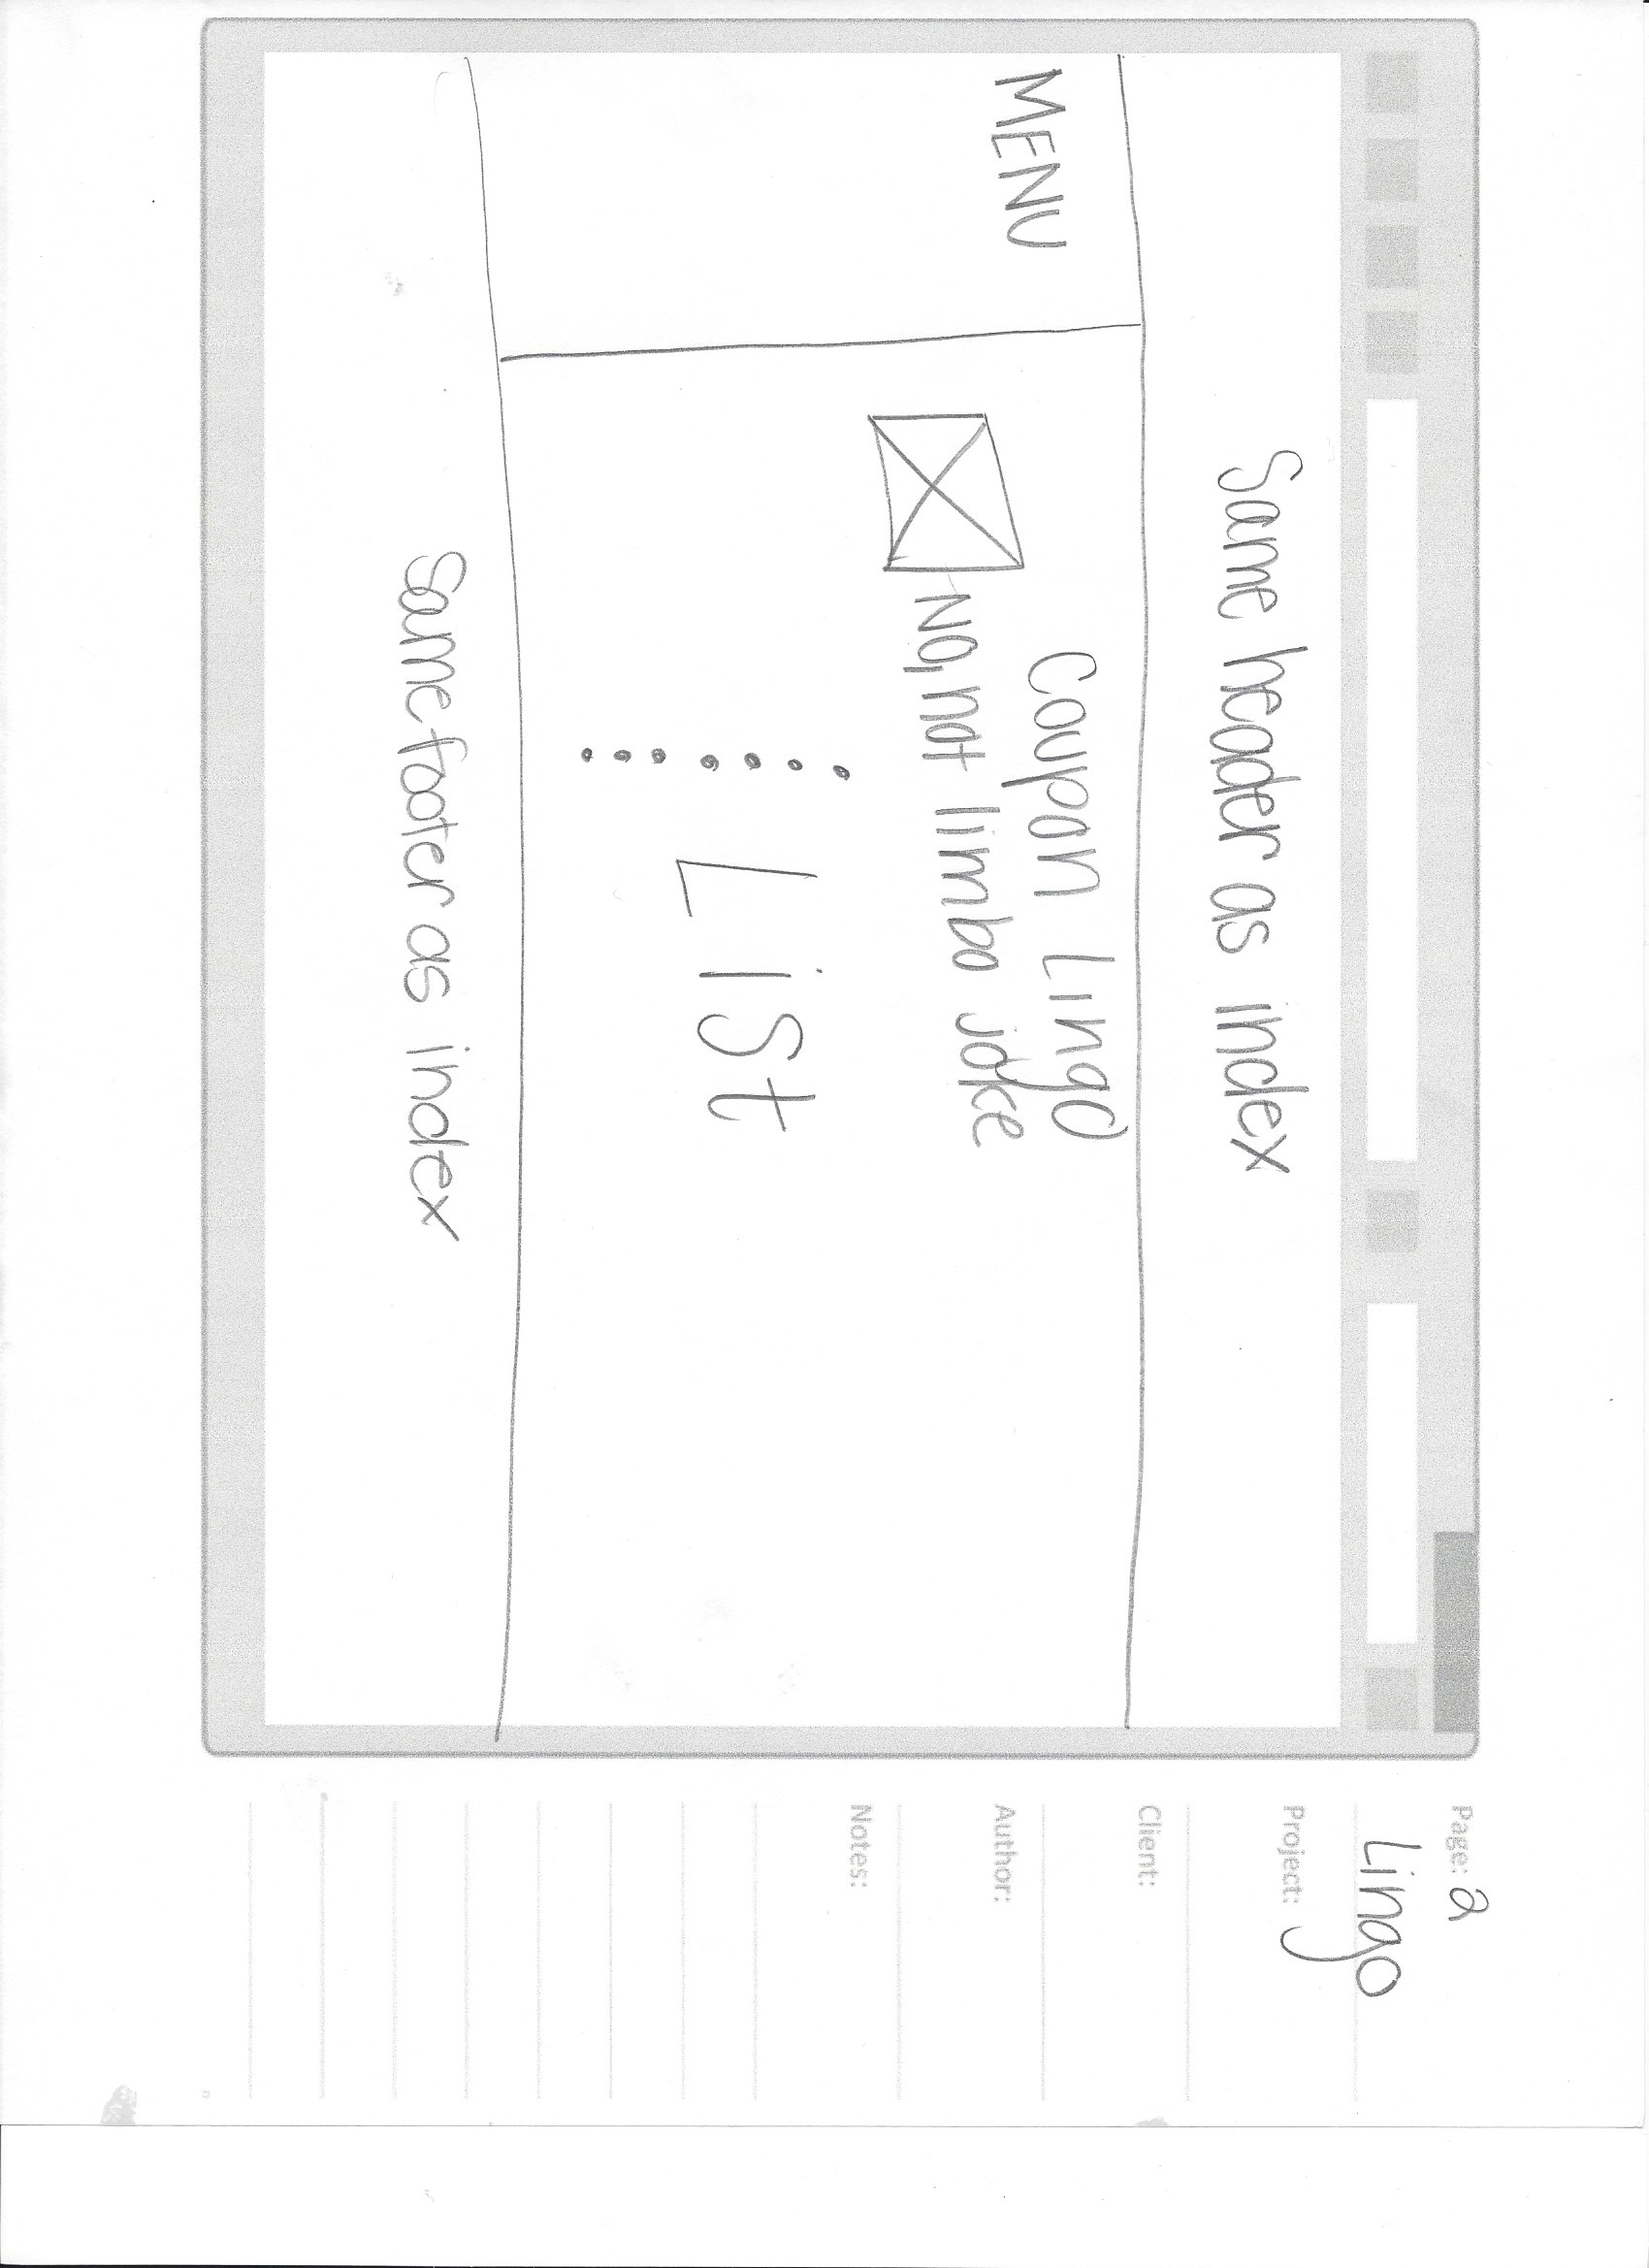 Same header as index
MENU
Coupon Lingo
No, not limbo joke
List
Same footer as index
Page: 2
Lingo
Project:
Client:
Author:
Notes: